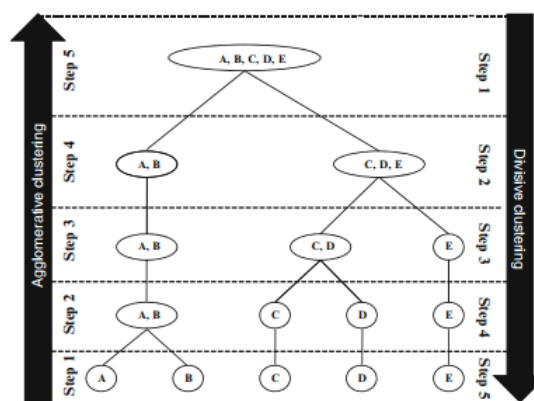 Agglomerative clustering
Step 5
A, B, C, D, E
Step 1
Divisive clustering
Step 4
A, B
C, D, E
Step 2
Step 3
A, B
C, D
E
Step 3
Step 2
A, B
C
D
E
Step 4
Step 1
A
B
C
D
E
Step 5